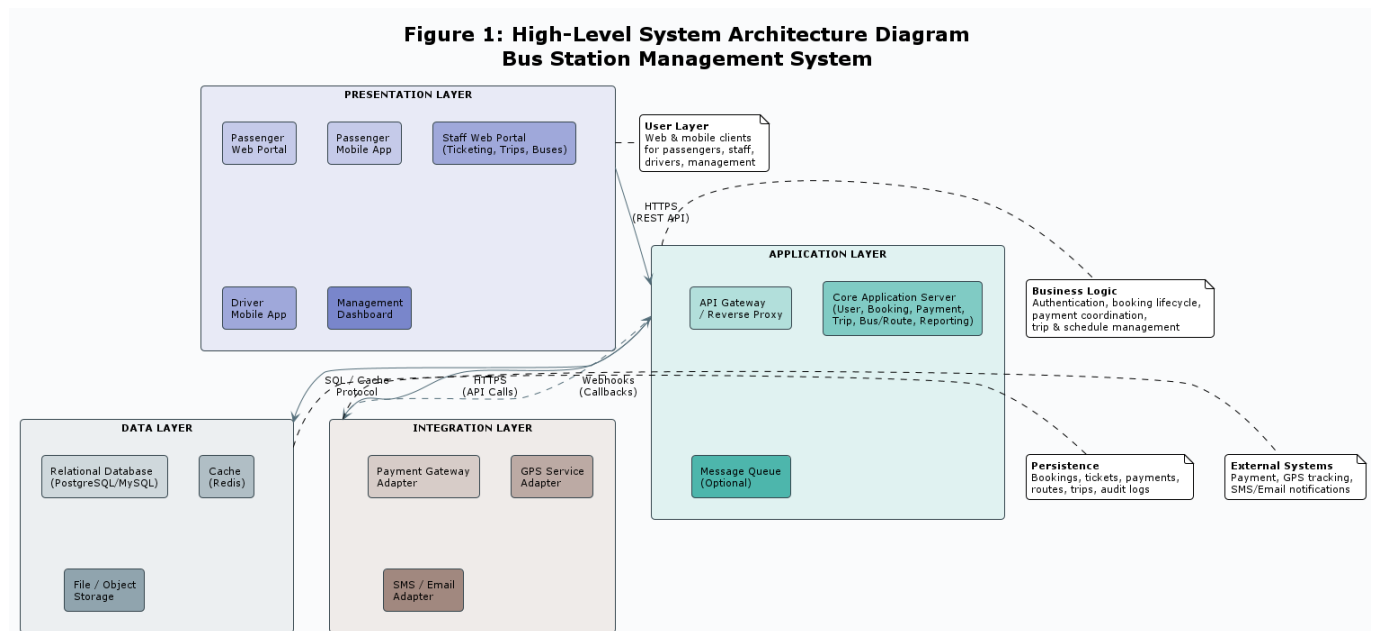 Figure 1: High-Level System Architecture Diagram
Bus Station Management System
PRESENTATION LAYER
Passenger
Web Portal
Passenger
Mobile App
Staff Web Portal
(Ticketing, Trips, Buses)
Driver
Mobile App
Management
Dashboard
User Layer
Web & mobile clients
for passengers, staff,
drivers, management
HTTPS
(REST API)
APPLICATION LAYER
API Gateway
/ Reverse Proxy
Core Application Server
(User, Booking, Payment,
Trip, Bus/Route, Reporting)
Message Queue
(Optional)
Business Logic
Authentication, booking lifecycle,
payment coordination,
trip & schedule management
SQL / Cache
Protocol
HTTPS
(API Calls)
Webhooks
(Callbacks)
DATA LAYER
Relational Database
(PostgreSQL/MySQL)
Cache
(Redis)
File / Object
Storage
INTEGRATION LAYER
Payment Gateway
Adapter
GPS Service
Adapter
SMS / Email
Adapter
Persistence
Bookings, tickets, payments,
routes, trips, audit logs
External Systems
Payment, GPS tracking,
SMS/Email notifications